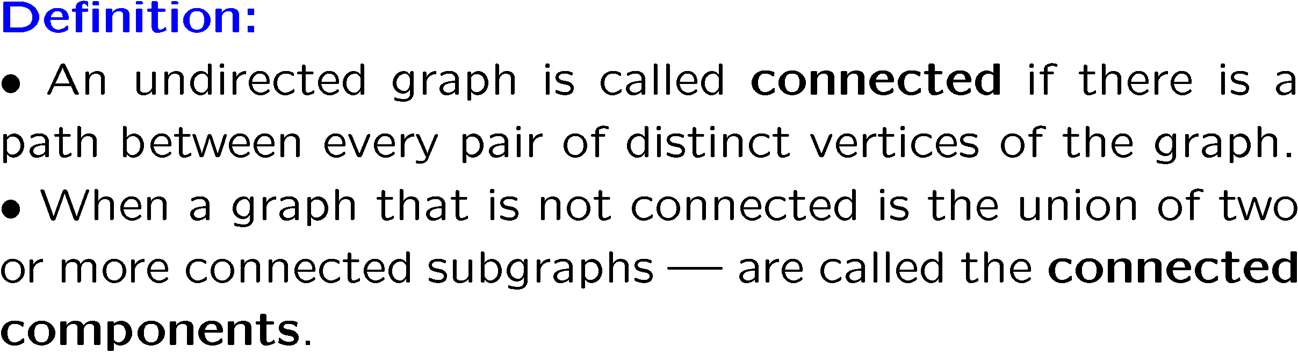 Definition:
• An undirected graph is called connected if there is a
path between every pair of distinct vertices of the graph.
• When a graph that is not connected is the union of two
or more connected subgraphs — are called the connected
components.